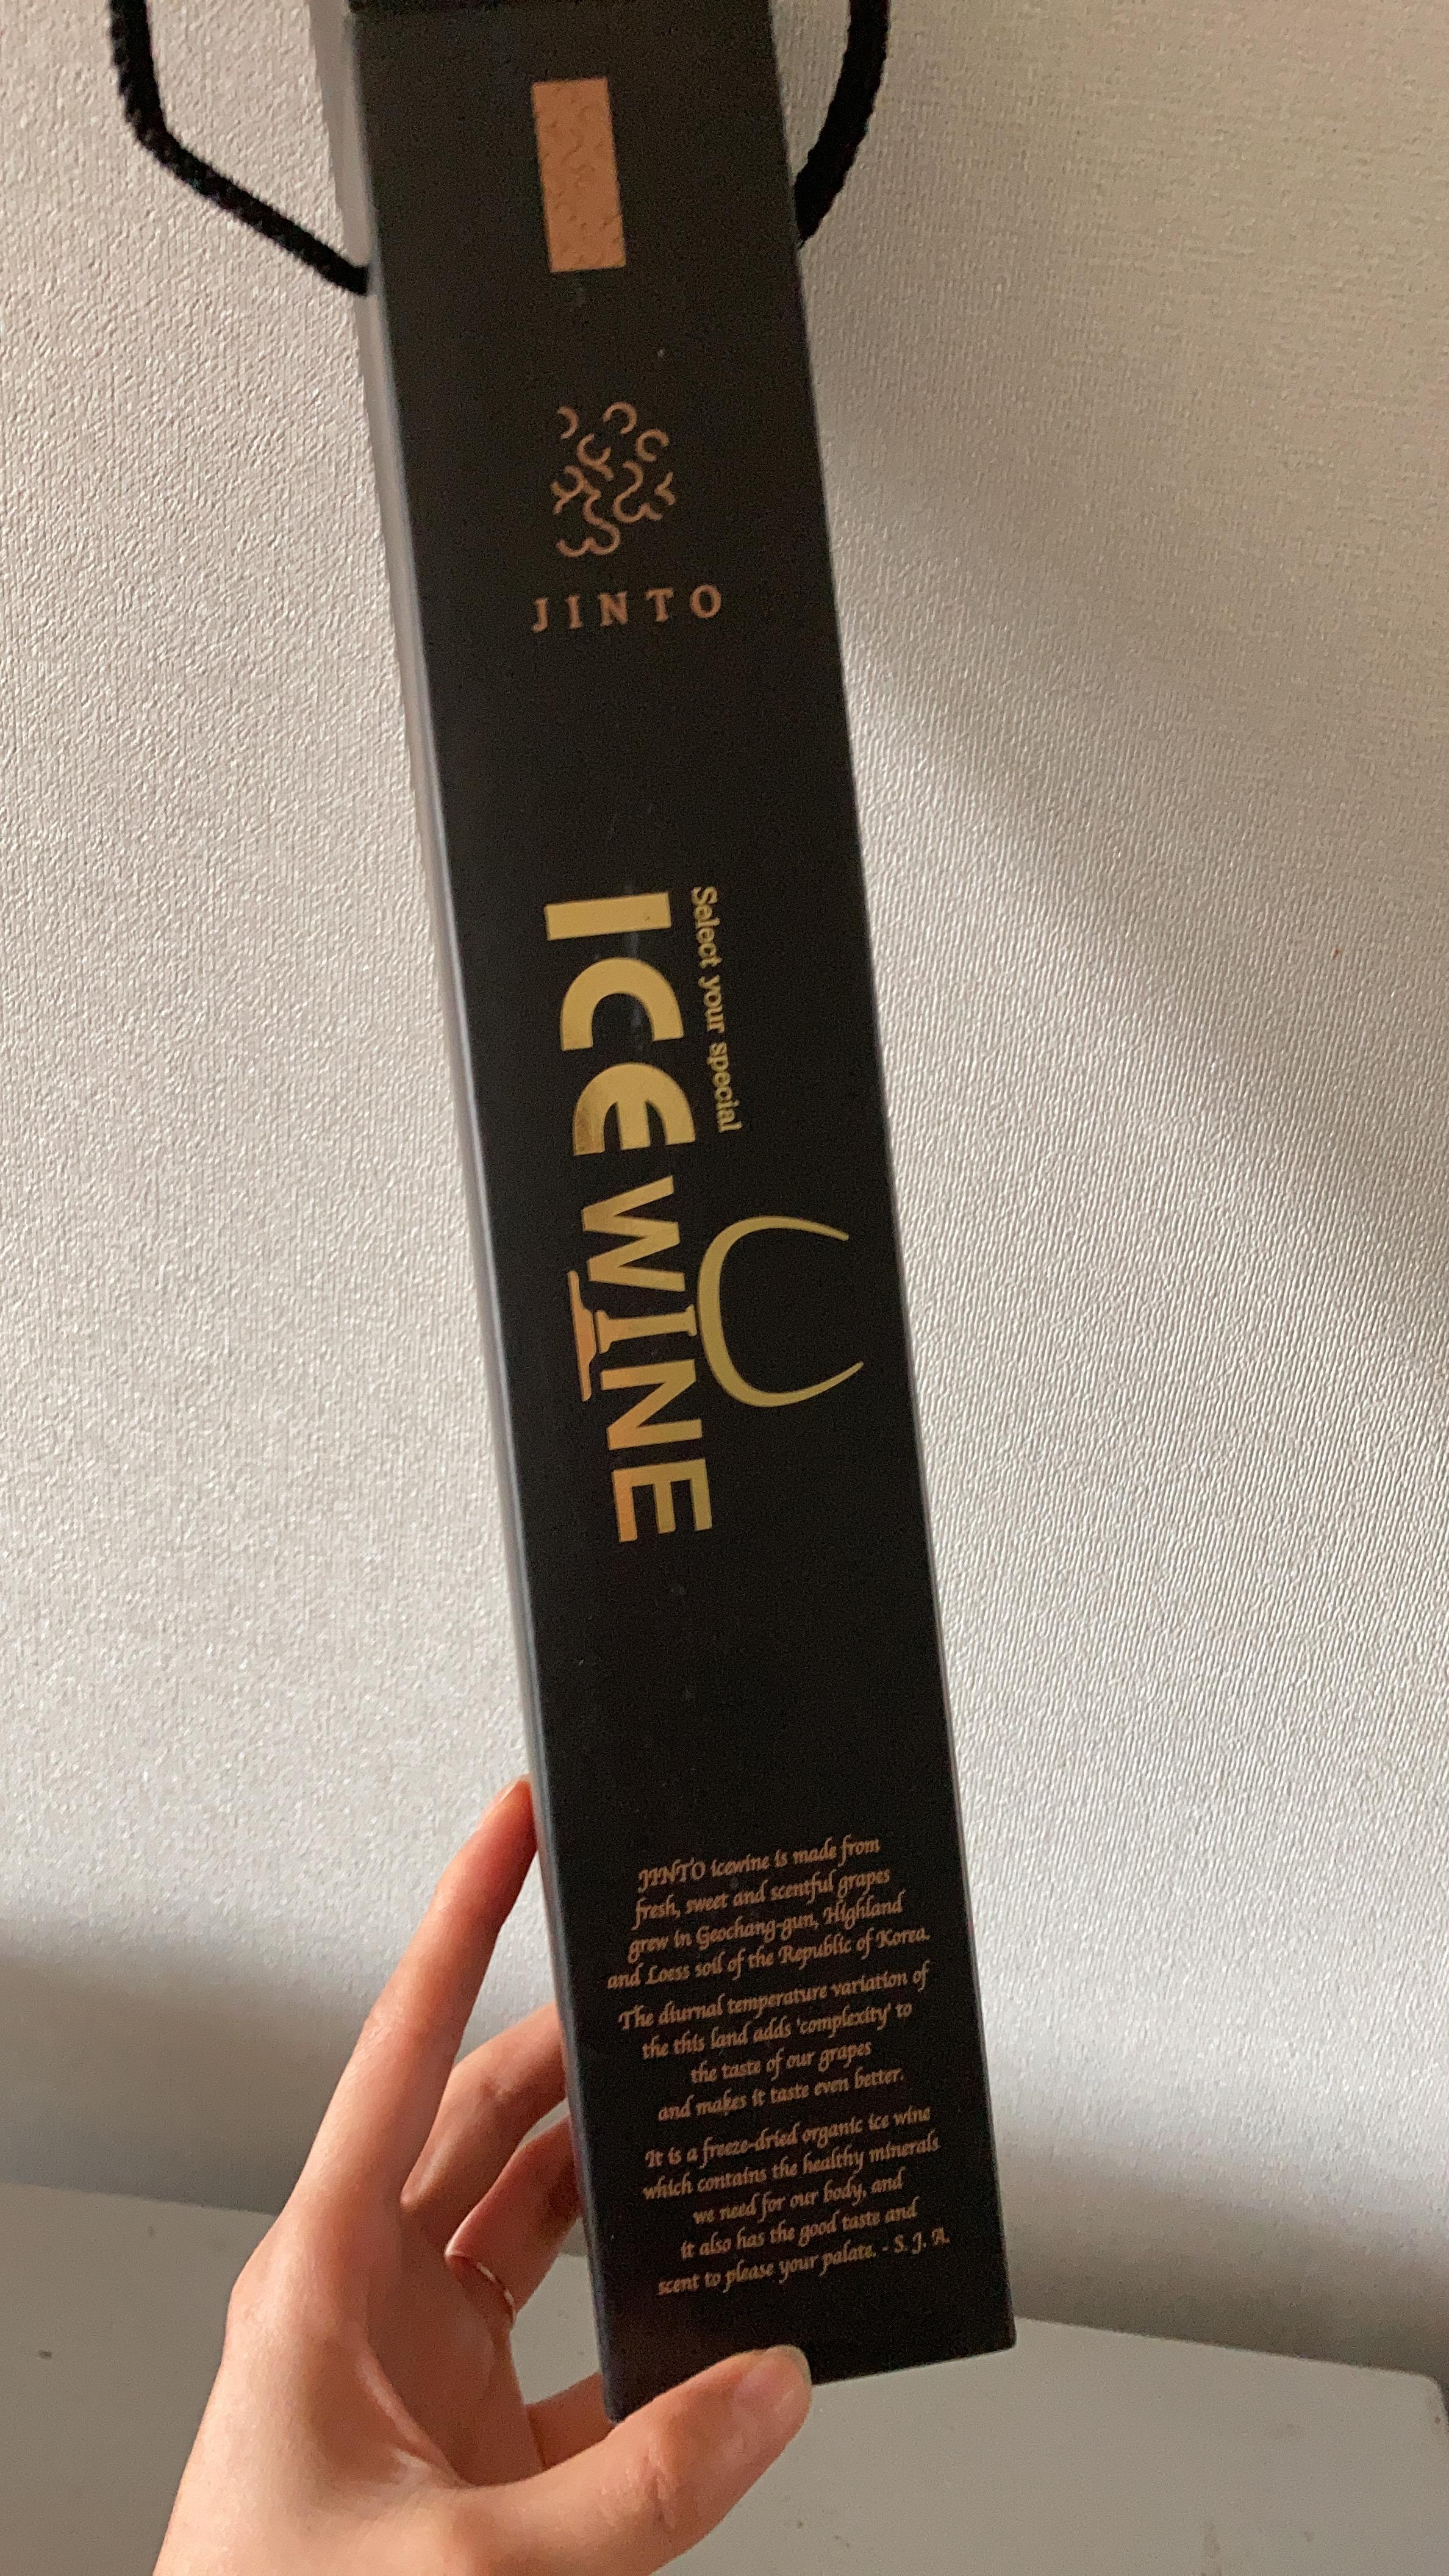 JINTO
Select your special
ICEWINE
JINTO icewine is made from
fresh, sweet and scentful grapes
grew in Geochang-gun, Highland
and Loess soil of the Republic of Korea.
The diurnal temperature variation of
the this land adds 'complexity' to
the taste of our grapes
and makes it taste even better.
It is a freeze-dried organic ice wine
which contains the healthy minerals
we need for our body, and
it also has the good taste and
scent to please your palate. - S. J. A.